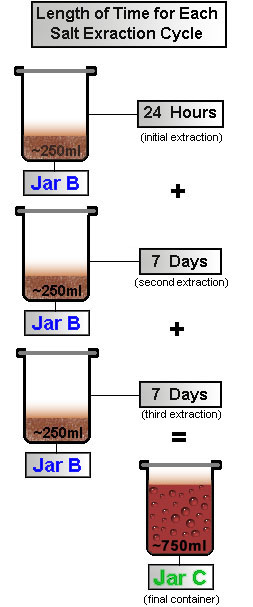 Length of Time for Each
Salt Extraction Cycle
24 Hours
(initial extraction)
~250ml
Jar B
+
7 Days
(second extraction)
~250ml
Jar B
+
7 Days
(third extraction)
~250ml
Jar B
=
~750ml
Jar C
(final container)